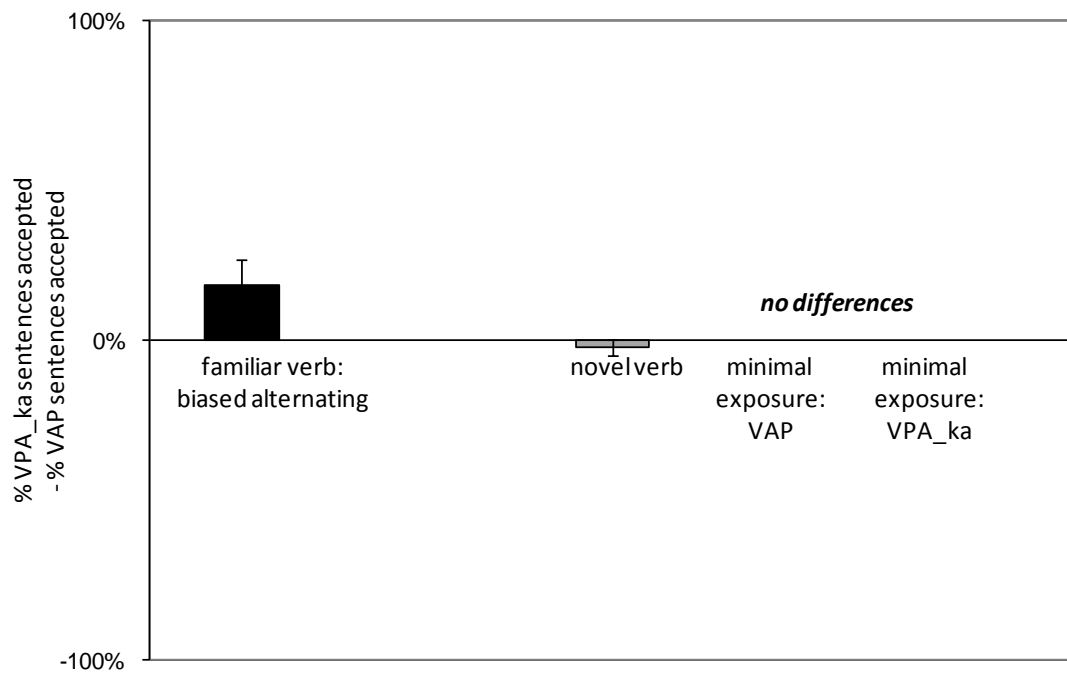 100%
% VPA_ka sentences accepted
- % VAP sentences accepted
no differences
0%
familiar verb:
biased alternating
novel verb
minimal
exposure:
VAP
minimal
exposure:
VPA_ka
-100%